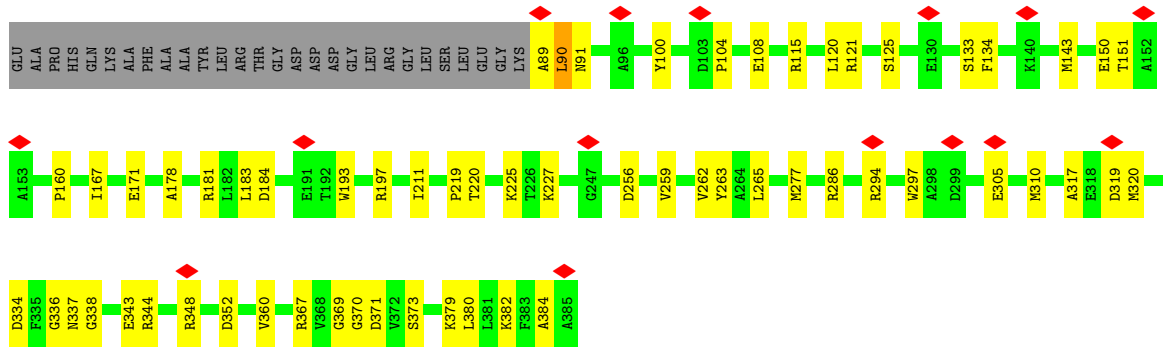 GLU ALA PRO HIS GLN LYS ALA PHE ALA ALA TYR LEU ARG THR GLY ASP ASP ASP GLY LEU ARG GLY LEU SER LEU GLU GLY LYS A89 L90 N91 A96 Y100 D103 P104 E108 R115 L120 R121 S125 E130 S133 F134 K140 M143 E150 T151 A152
A153 P160 I167 E171 A178 R181 L182 L183 D184 E191 T192 W193 R197 I211 P219 T220 K225 T226 K227 G247 D256 V259 V262 Y263 A264 L265 M277 R286 R294 W297 A298 D299 E305 M310 A317 E318 D319 M320
D334 F335 G336 N337 G338 E343 R344 R348 D352 V360 R367 V368 G369 G370 D371 V372 S373 K379 L380 L381 K382 F383 A384 A385